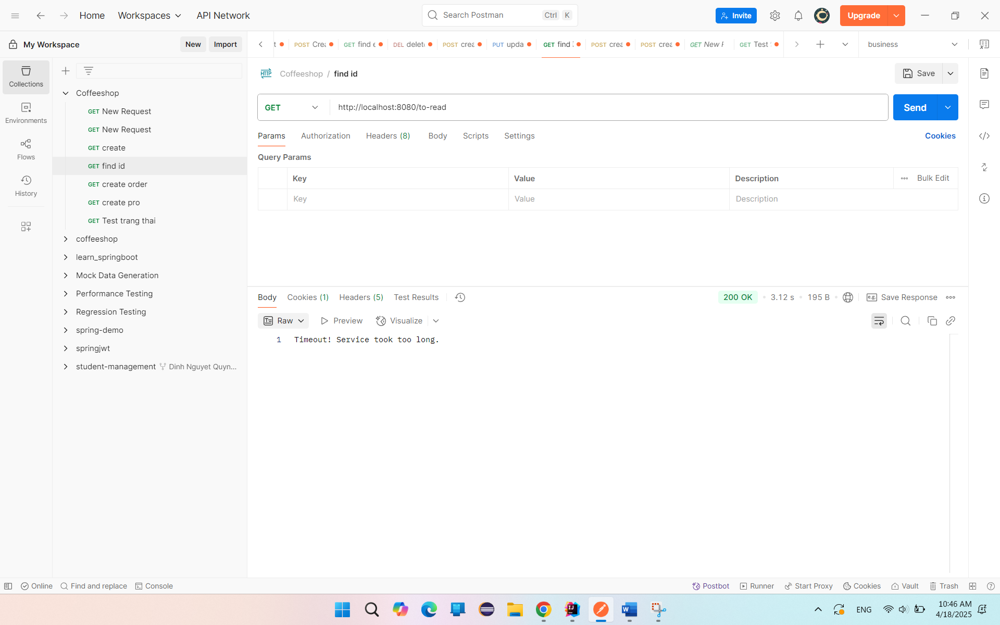 Home Workspaces API Network Search Postman Ctrl K Invite Upgrade
My Workspace New Import
t POST Crea GET find e DEL delet POST crea PUT upda GET find POST crea POST crea GET New GET Test business
Collections
Environments
Flows
History
Coffeeshop
GET New Request
GET New Request
GET create
GET find id
GET create order
GET create pro
GET Test trang thai
coffeeshop
learn_springboot
Mock Data Generation
Performance Testing
Regression Testing
spring-demo
springjwt
student-management Dinh Nguyet Quyn...
HTTP Coffeeshop / find id Save
GET http://localhost:8080/to-read Send
Params Authorization Headers (8) Body Scripts Settings Cookies
Query Params
Key Value Description Bulk Edit
Key Value Description
Body Cookies (1) Headers (5) Test Results 200 OK • 3.12 s • 195 B • e.g. Save Response
Raw Preview Visualize
1 Timeout! Service took too long.
Online Find and replace Console Postbot Runner Start Proxy Cookies Vault Trash
ENG 10:46 AM
4/18/2025